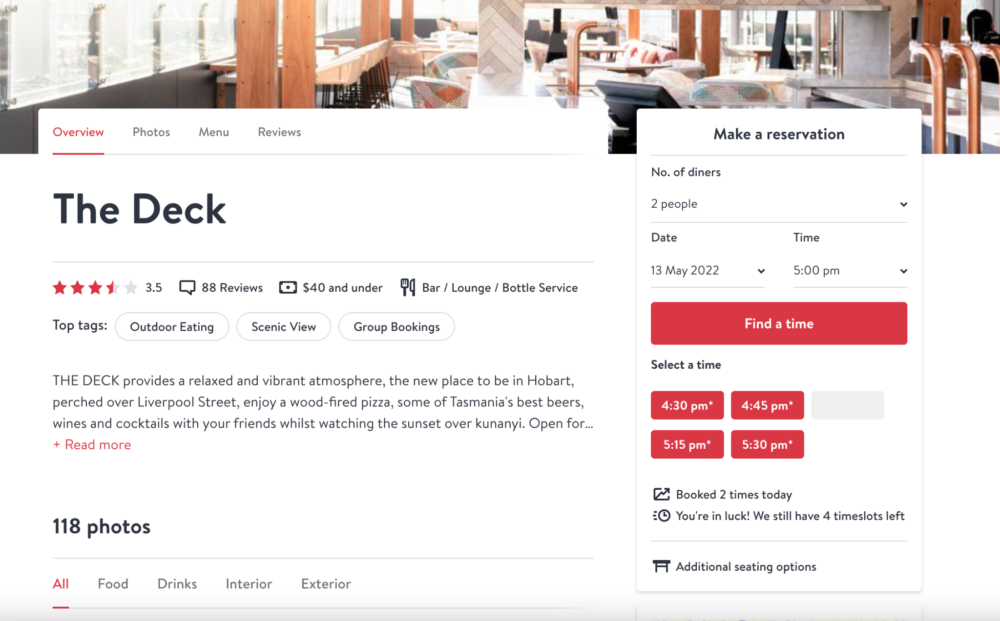 Overview Photos Menu Reviews
The Deck
3.5 88 Reviews $40 and under Bar / Lounge / Bottle Service
Top tags: Outdoor Eating Scenic View Group Bookings
THE DECK provides a relaxed and vibrant atmosphere, the new place to be in Hobart,
perched over Liverpool Street, enjoy a wood-fired pizza, some of Tasmania's best beers,
wines and cocktails with your friends whilst watching the sunset over kunanyi. Open for...
+ Read more
118 photos
All Food Drinks Interior Exterior
Make a reservation
No. of diners
2 people
Date Time
13 May 2022 5:00 pm
Find a time
Select a time
4:30 pm* 4:45 pm*
5:15 pm* 5:30 pm*
Booked 2 times today
You're in luck! We still have 4 timeslots left
Additional seating options